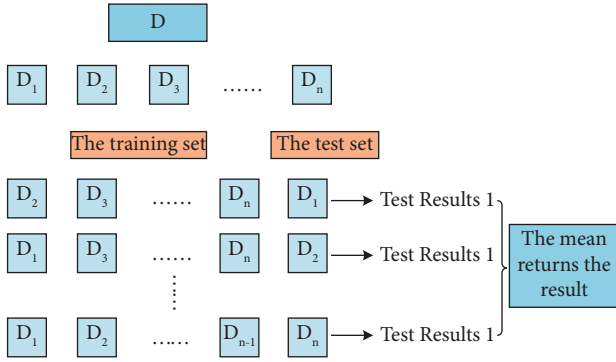 D
D₁ D₂ D₃ ...... Dₙ
The training set The test set
D₂ D₃ ...... Dₙ D₁ Test Results 1
D₁ D₃ ...... Dₙ D₂ Test Results 1
......
D₁ D₂ ...... Dₙ₋₁ Dₙ Test Results 1
The mean
returns the
result